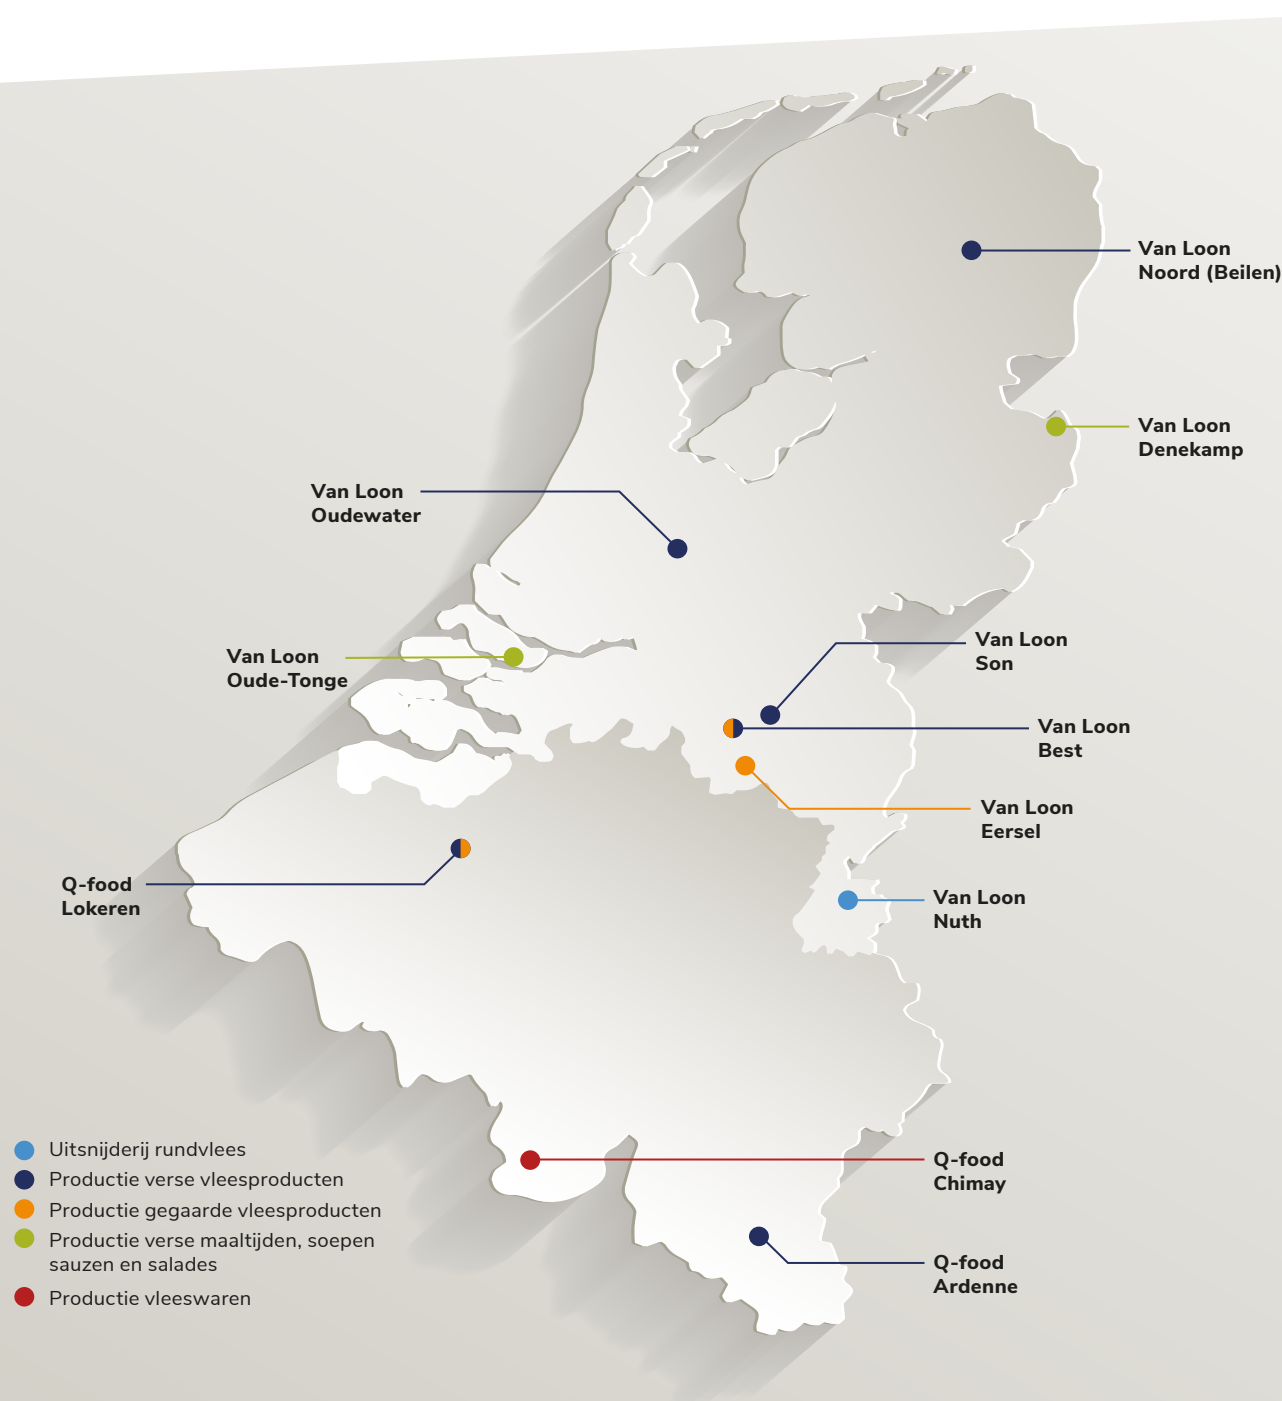 Van Loon
Noord (Beilen)
Van Loon
Denekamp
Van Loon
Oudewater
Van Loon
Son
Van Loon
Oude-Tonge
Van Loon
Best
Van Loon
Eersel
Q-food
Lokeren
Van Loon
Nuth
Q-food
Chimay
Q-food
Ardenne
Uitsnijderij rundvlees
Productie verse vleesproducten
Productie gegaarde vleesproducten
Productie verse maaltijden, soepen
sauzen en salades
Productie vleeswaren